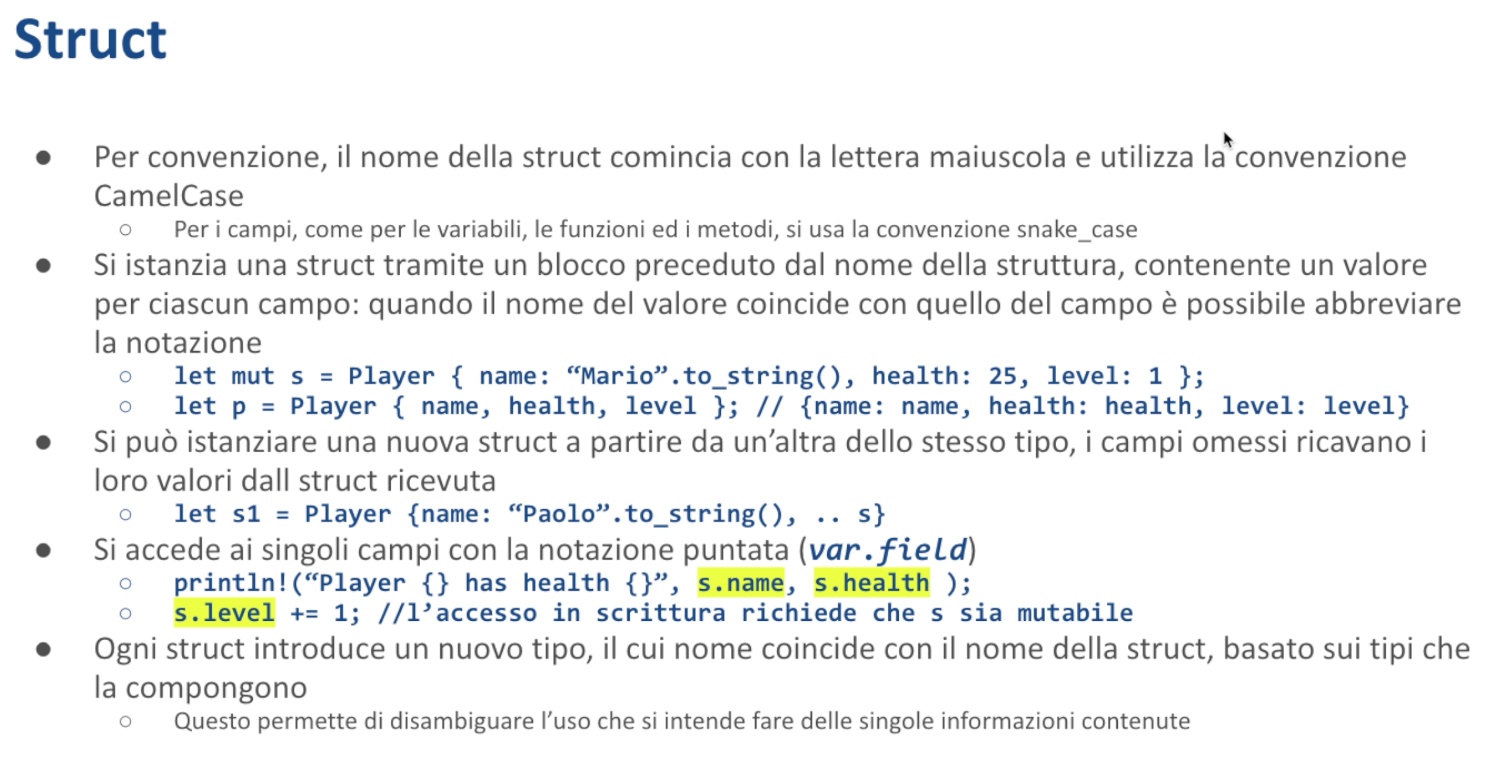 Struct
● Per convenzione, il nome della struct comincia con la lettera maiuscola e utilizza la convenzione
CamelCase
○ Per i campi, come per le variabili, le funzioni ed i metodi, si usa la convenzione snake_case
● Si istanzia una struct tramite un blocco preceduto dal nome della struttura, contenente un valore
per ciascun campo: quando il nome del valore coincide con quello del campo è possibile abbreviare
la notazione
○ let mut s = Player { name: “Mario”.to_string(), health: 25, level: 1 };
○ let p = Player { name, health, level }; // {name: name, health: health, level: level}
● Si può istanziare una nuova struct a partire da un’altra dello stesso tipo, i campi omessi ricavano i
loro valori dall struct ricevuta
○ let s1 = Player {name: “Paolo”.to_string(), .. s}
● Si accede ai singoli campi con la notazione puntata (var.field)
○ println!(“Player {} has health {}”, s.name, s.health );
○ s.level += 1; //l’accesso in scrittura richiede che s sia mutabile
● Ogni struct introduce un nuovo tipo, il cui nome coincide con il nome della struct, basato sui tipi che
la compongono
○ Questo permette di disambiguare l’uso che si intende fare delle singole informazioni contenute